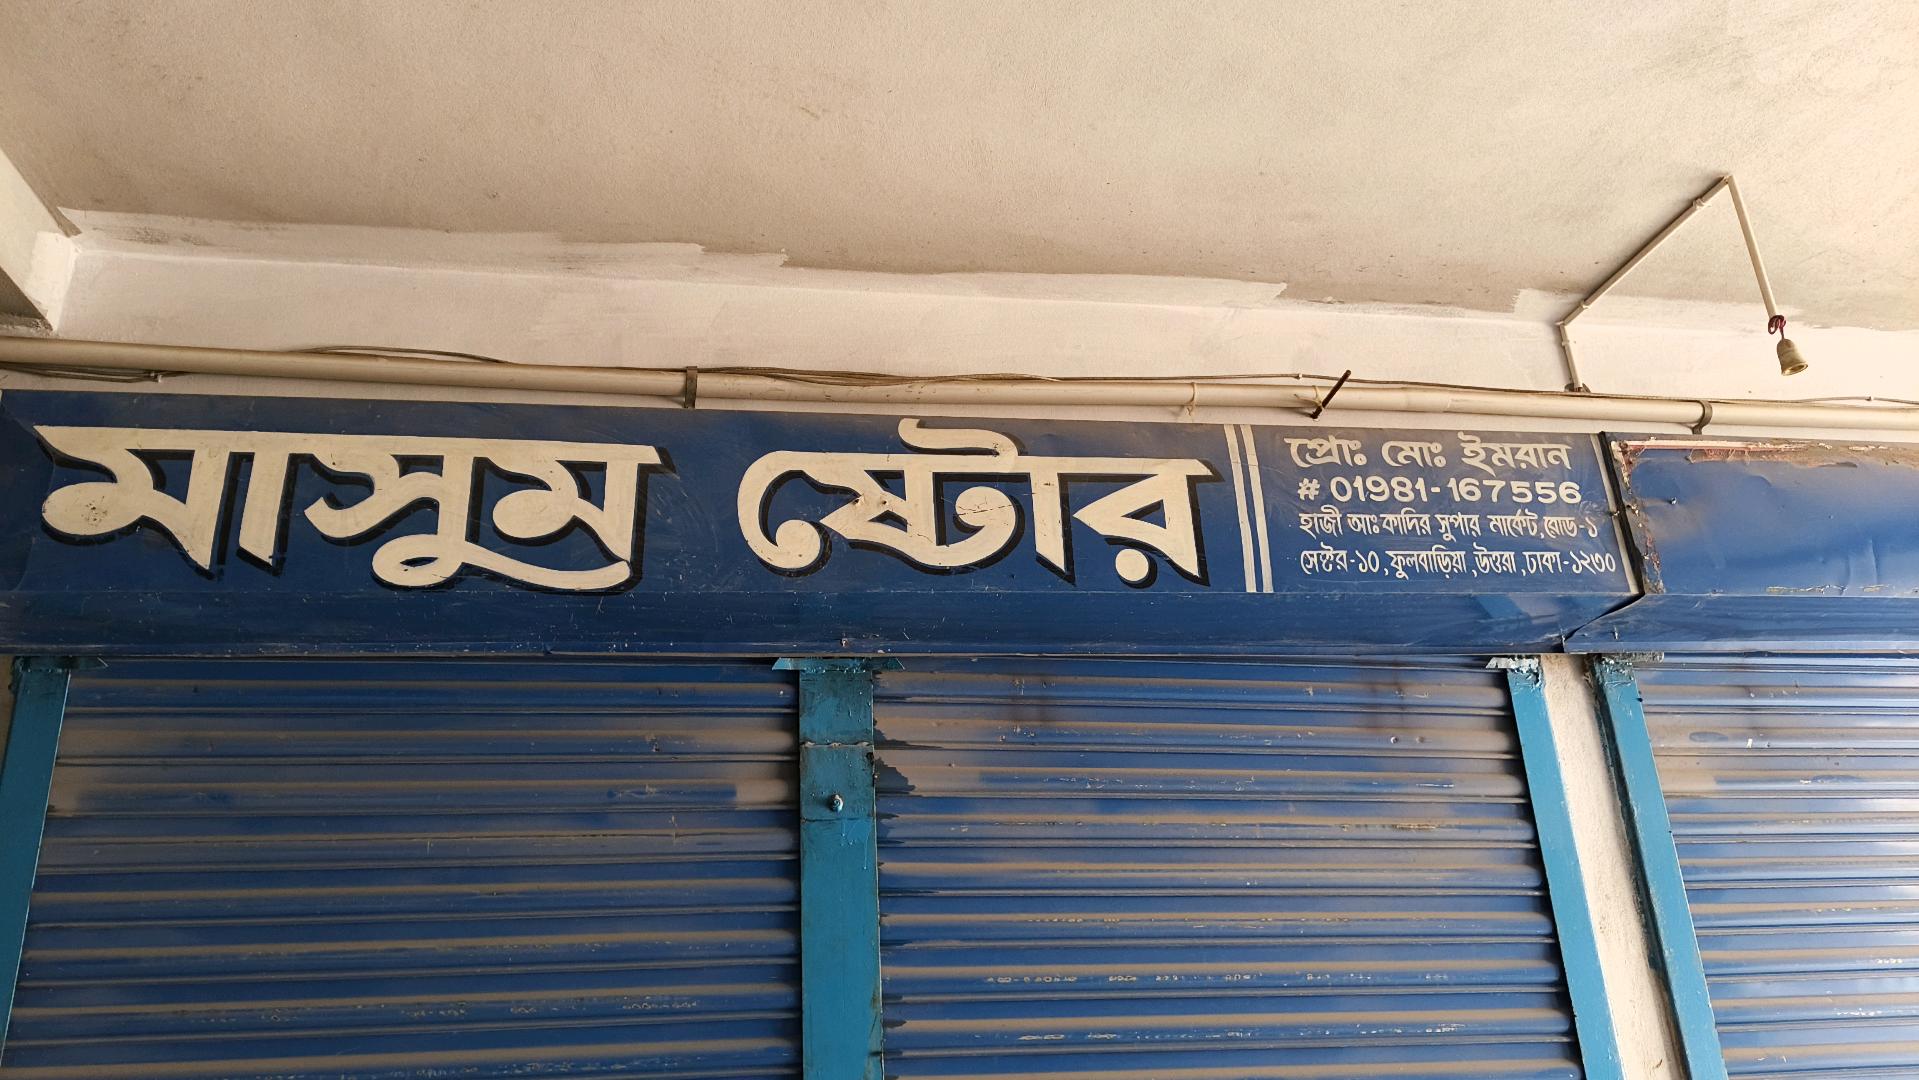 মাসুম ষ্টোর
প্রোঃ মোঃ ইমরান
# 01981-167556
হাজী আঃ কাদির সুপার মার্কেট, রোড-১
সেক্টর-১০, ফুলবাড়িয়া, উত্তরা, ঢাকা-১২৩০